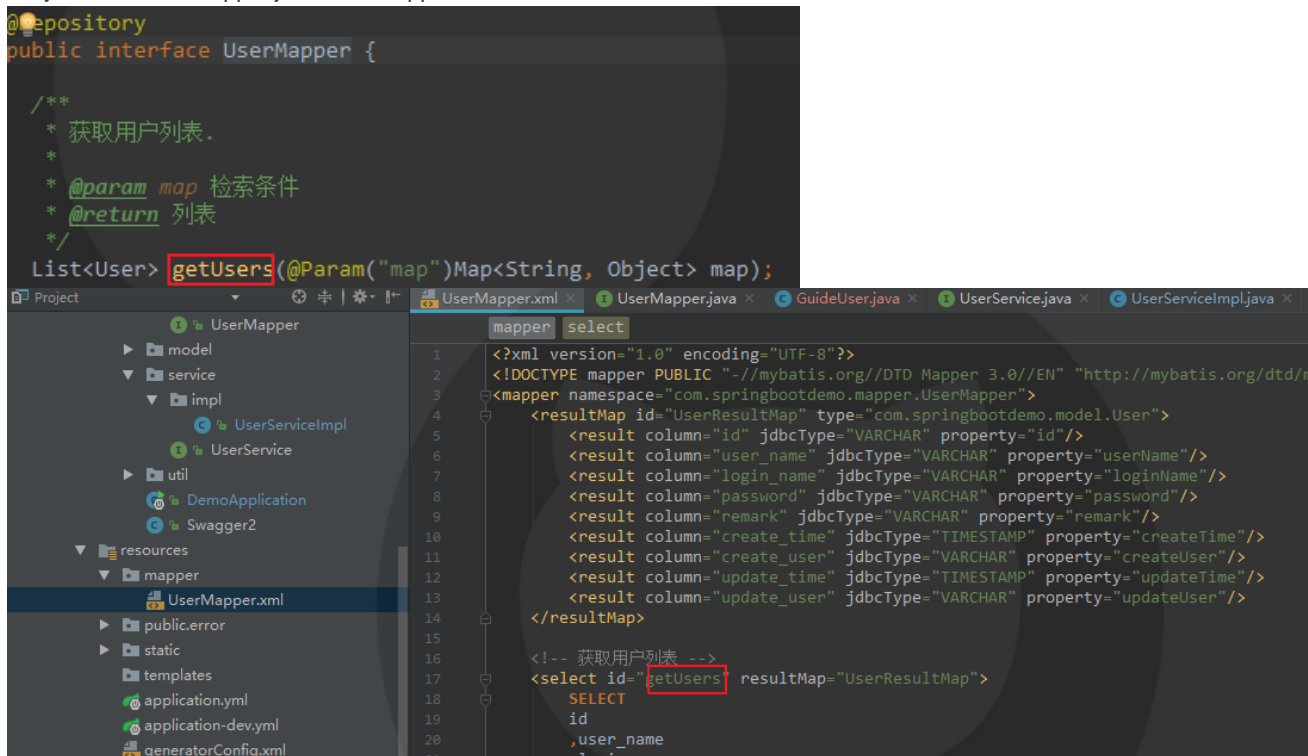 @Repository
public interface UserMapper {
/**
* 获取用户列表.
*
* @param map 检索条件
* @return 列表
*/
List<User> getUsers(@Param("map")Map<String, Object> map);
Project
UserMapper.xml × UserMapper.java × GuideUser.java × UserService.java × UserServiceImpl.java ×
UserMapper
model
service
impl
UserServiceImpl
UserService
util
DemoApplication
Swagger2
resources
mapper
UserMapper.xml
public.error
static
templates
application.yml
application-dev.yml
generatorConfig.xml
mapper select
1 <?xml version="1.0" encoding="UTF-8"?>
2 <!DOCTYPE mapper PUBLIC "-//mybatis.org//DTD Mapper 3.0//EN" "http://mybatis.org/dtd/
3 <mapper namespace="com.springbootdemo.mapper.UserMapper">
4 <resultMap id="UserResultMap" type="com.springbootdemo.model.User">
5 <result column="id" jdbcType="VARCHAR" property="id"/>
6 <result column="user_name" jdbcType="VARCHAR" property="userName"/>
7 <result column="login_name" jdbcType="VARCHAR" property="loginName"/>
8 <result column="password" jdbcType="VARCHAR" property="password"/>
9 <result column="remark" jdbcType="VARCHAR" property="remark"/>
10 <result column="create_time" jdbcType="TIMESTAMP" property="createTime"/>
11 <result column="create_user" jdbcType="VARCHAR" property="createUser"/>
12 <result column="update_time" jdbcType="TIMESTAMP" property="updateTime"/>
13 <result column="update_user" jdbcType="VARCHAR" property="updateUser"/>
14 </resultMap>
15
16 <!-- 获取用户列表 -->
17 <select id="getUsers" resultMap="UserResultMap">
18 SELECT
19 id
20 ,user_name